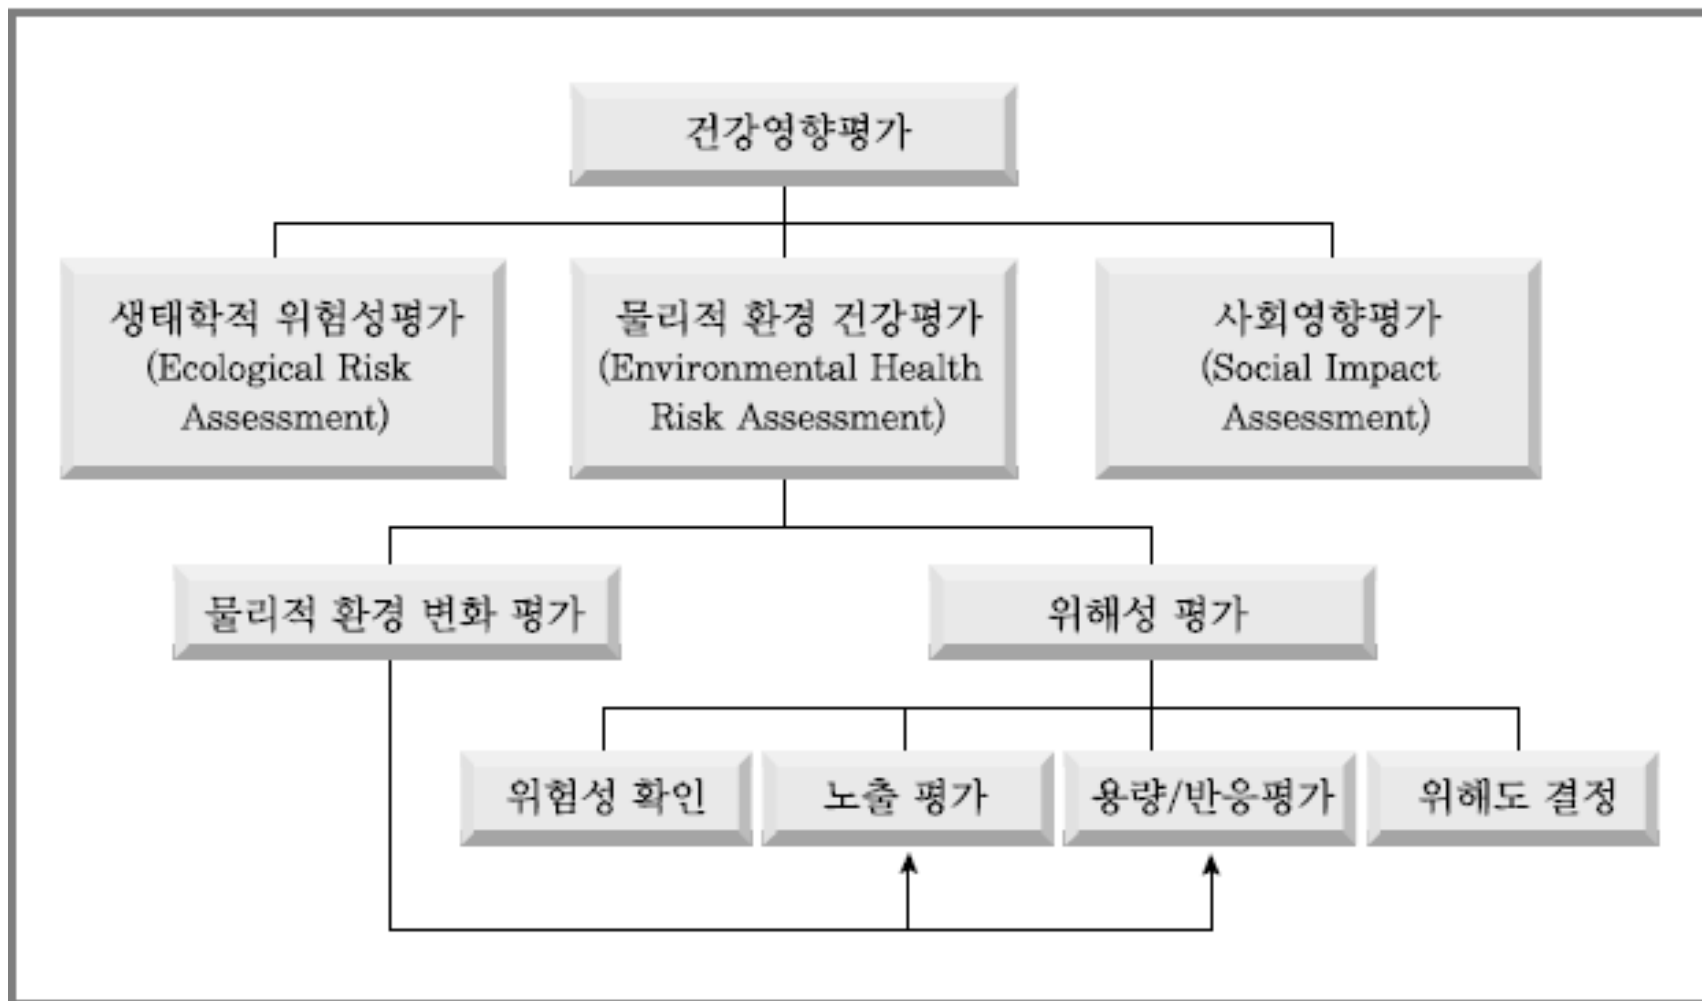 건강영향평가
생태학적 위험성평가
(Ecological Risk
Assessment)
물리적 환경 건강평가
(Environmental Health
Risk Assessment)
사회영향평가
(Social Impact
Assessment)
물리적 환경 변화 평가
위해성 평가
위험성 확인
노출 평가
용량/반응평가
위해도 결정